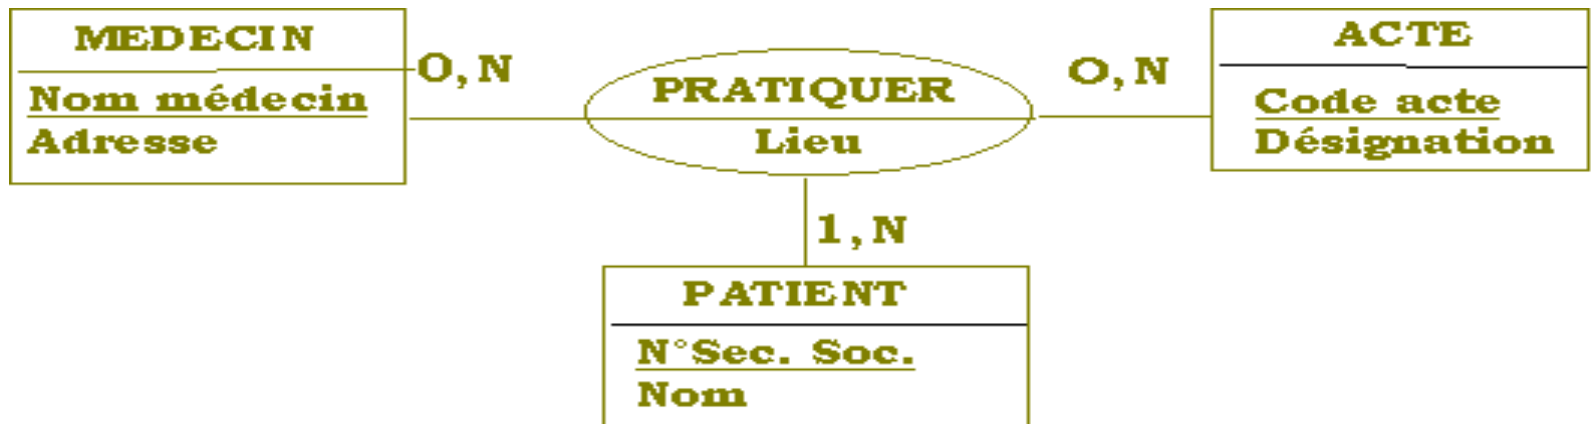 MEDECIN
Nom médecin
Adresse
O,N
PRATIQUER
Lieu
O,N
ACTE
Code acte
Désignation
1,N
PATIENT
N°Sec. Soc.
Nom